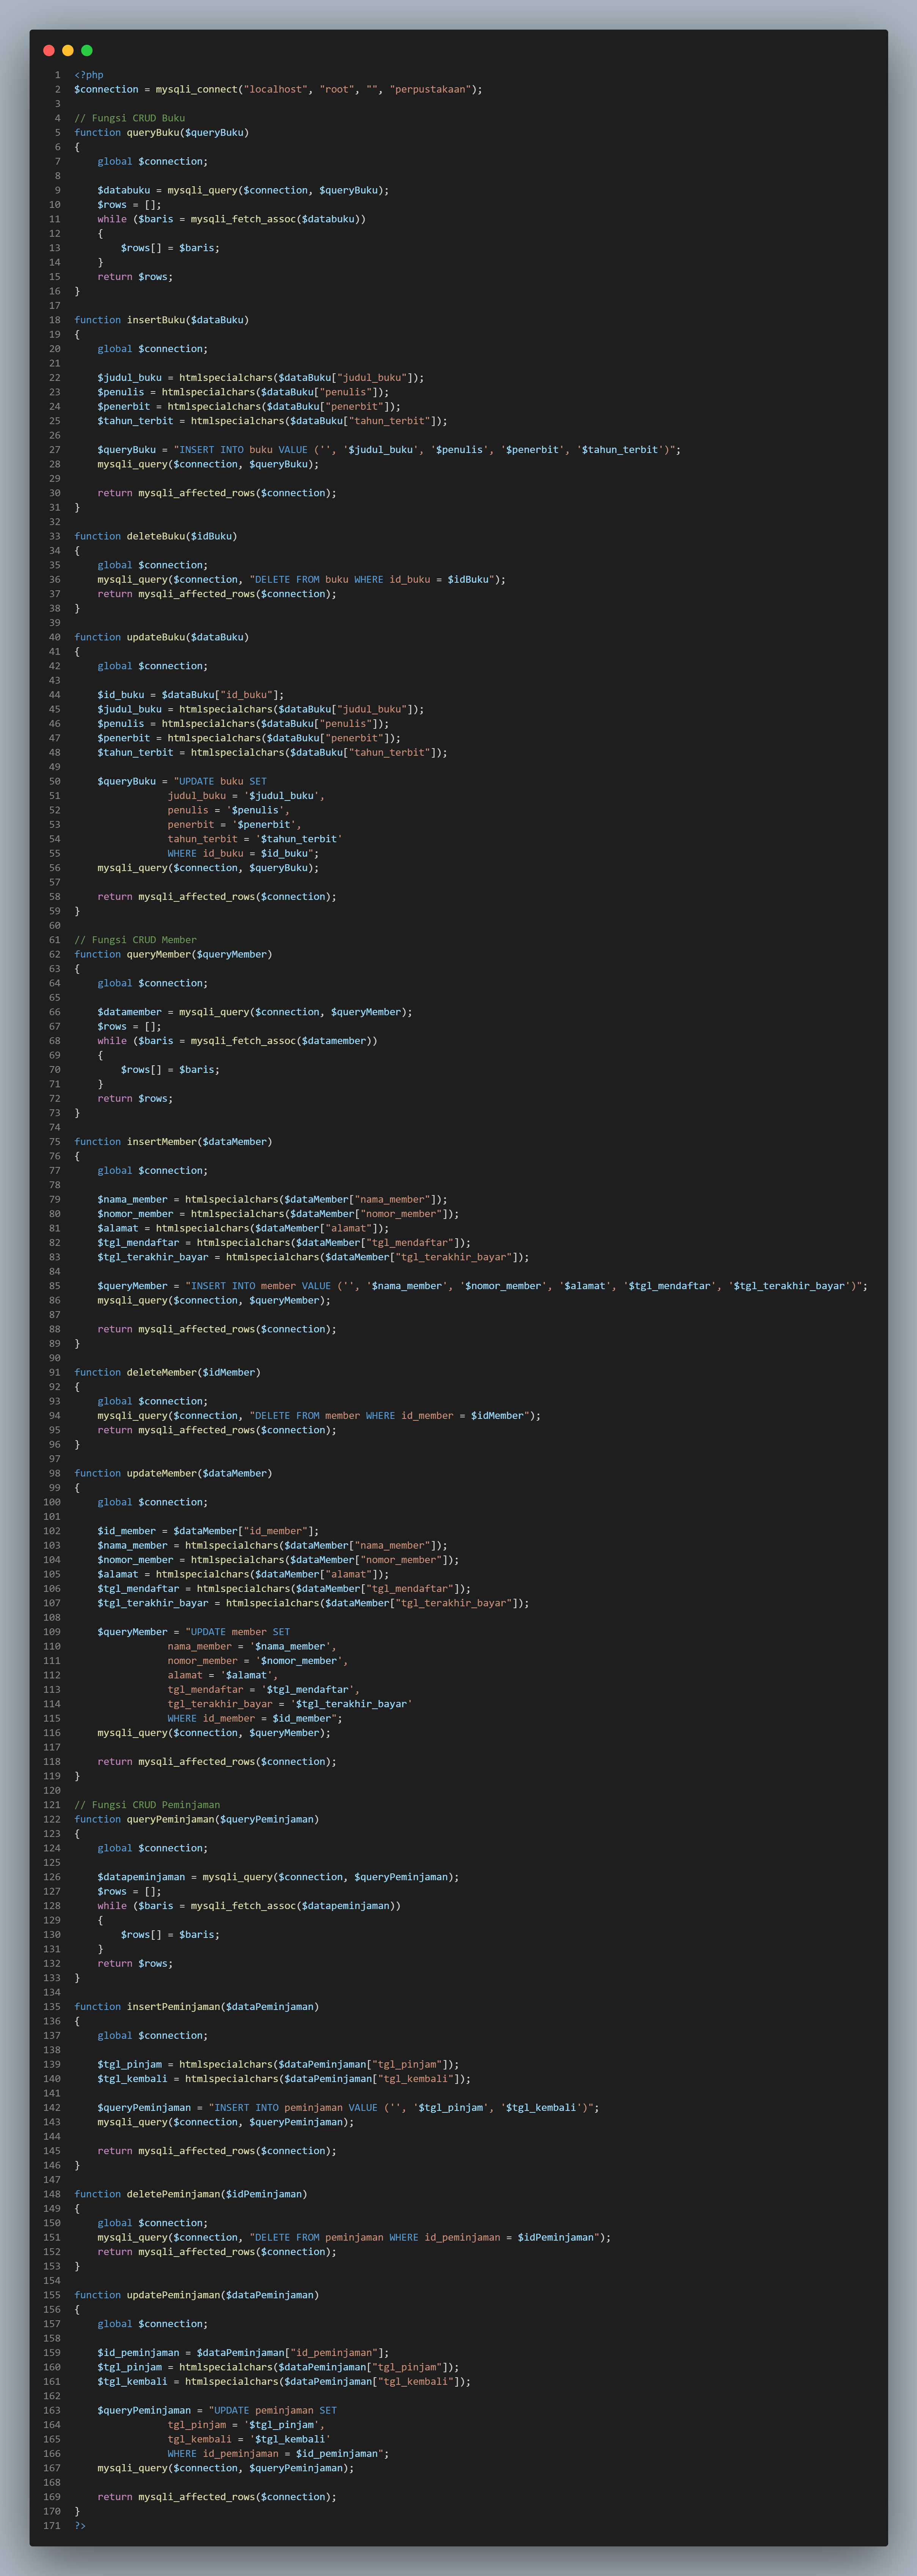 1 <?php
2 $connection = mysqli_connect("localhost", "root", "", "perpustakaan");
3
4 // Fungsi CRUD Buku
5 function queryBuku($queryBuku)
6 {
7     global $connection;
8
9     $databuku = mysqli_query($connection, $queryBuku);
10     $rows = [];
11     while ($baris = mysqli_fetch_assoc($databuku))
12     {
13         $rows[] = $baris;
14     }
15     return $rows;
16 }
17
18 function insertBuku($dataBuku)
19 {
20     global $connection;
21
22     $judul_buku = htmlspecialchars($dataBuku["judul_buku"]);
23     $penulis = htmlspecialchars($dataBuku["penulis"]);
24     $penerbit = htmlspecialchars($dataBuku["penerbit"]);
25     $tahun_terbit = htmlspecialchars($dataBuku["tahun_terbit"]);
26
27     $queryBuku = "INSERT INTO buku VALUE ('', '$judul_buku', '$penulis', '$penerbit', '$tahun_terbit')";
28     mysqli_query($connection, $queryBuku);
29
30     return mysqli_affected_rows($connection);
31 }
32
33 function deleteBuku($idBuku)
34 {
35     global $connection;
36     mysqli_query($connection, "DELETE FROM buku WHERE id_buku = $idBuku");
37     return mysqli_affected_rows($connection);
38 }
39
40 function updateBuku($dataBuku)
41 {
42     global $connection;
43
44     $id_buku = $dataBuku["id_buku"];
45     $judul_buku = htmlspecialchars($dataBuku["judul_buku"]);
46     $penulis = htmlspecialchars($dataBuku["penulis"]);
47     $penerbit = htmlspecialchars($dataBuku["penerbit"]);
48     $tahun_terbit = htmlspecialchars($dataBuku["tahun_terbit"]);
49
50     $queryBuku = "UPDATE buku SET
51                 judul_buku = '$judul_buku',
52                 penulis = '$penulis',
53                 penerbit = '$penerbit',
54                 tahun_terbit = '$tahun_terbit'
55                 WHERE id_buku = $id_buku";
56     mysqli_query($connection, $queryBuku);
57
58     return mysqli_affected_rows($connection);
59 }
60
61 // Fungsi CRUD Member
62 function queryMember($queryMember)
63 {
64     global $connection;
65
66     $datamember = mysqli_query($connection, $queryMember);
67     $rows = [];
68     while ($baris = mysqli_fetch_assoc($datamember))
69     {
70         $rows[] = $baris;
71     }
72     return $rows;
73 }
74
75 function insertMember($dataMember)
76 {
77     global $connection;
78
79     $nama_member = htmlspecialchars($dataMember["nama_member"]);
80     $nomor_member = htmlspecialchars($dataMember["nomor_member"]);
81     $alamat = htmlspecialchars($dataMember["alamat"]);
82     $tgl_mendaftar = htmlspecialchars($dataMember["tgl_mendaftar"]);
83     $tgl_terakhir_bayar = htmlspecialchars($dataMember["tgl_terakhir_bayar"]);
84
85     $queryMember = "INSERT INTO member VALUE ('', '$nama_member', '$nomor_member', '$alamat', '$tgl_mendaftar', '$tgl_terakhir_bayar')";
86     mysqli_query($connection, $queryMember);
87
88     return mysqli_affected_rows($connection);
89 }
90
91 function deleteMember($idMember)
92 {
93     global $connection;
94     mysqli_query($connection, "DELETE FROM member WHERE id_member = $idMember");
95     return mysqli_affected_rows($connection);
96 }
97
98 function updateMember($dataMember)
99 {
100     global $connection;
101
102     $id_member = $dataMember["id_member"];
103     $nama_member = htmlspecialchars($dataMember["nama_member"]);
104     $nomor_member = htmlspecialchars($dataMember["nomor_member"]);
105     $alamat = htmlspecialchars($dataMember["alamat"]);
106     $tgl_mendaftar = htmlspecialchars($dataMember["tgl_mendaftar"]);
107     $tgl_terakhir_bayar = htmlspecialchars($dataMember["tgl_terakhir_bayar"]);
108
109     $queryMember = "UPDATE member SET
110                 nama_member = '$nama_member',
111                 nomor_member = '$nomor_member',
112                 alamat = '$alamat',
113                 tgl_mendaftar = '$tgl_mendaftar',
114                 tgl_terakhir_bayar = '$tgl_terakhir_bayar'
115                 WHERE id_member = $id_member";
116     mysqli_query($connection, $queryMember);
117
118     return mysqli_affected_rows($connection);
119 }
120
121 // Fungsi CRUD Peminjaman
122 function queryPeminjaman($queryPeminjaman)
123 {
124     global $connection;
125
126     $datapeminjaman = mysqli_query($connection, $queryPeminjaman);
127     $rows = [];
128     while ($baris = mysqli_fetch_assoc($datapeminjaman))
129     {
130         $rows[] = $baris;
131     }
132     return $rows;
133 }
134
135 function insertPeminjaman($dataPeminjaman)
136 {
137     global $connection;
138
139     $tgl_pinjam = htmlspecialchars($dataPeminjaman["tgl_pinjam"]);
140     $tgl_kembali = htmlspecialchars($dataPeminjaman["tgl_kembali"]);
141
142     $queryPeminjaman = "INSERT INTO peminjaman VALUE ('', '$tgl_pinjam', '$tgl_kembali')";
143     mysqli_query($connection, $queryPeminjaman);
144
145     return mysqli_affected_rows($connection);
146 }
147
148 function deletePeminjaman($idPeminjaman)
149 {
150     global $connection;
151     mysqli_query($connection, "DELETE FROM peminjaman WHERE id_peminjaman = $idPeminjaman");
152     return mysqli_affected_rows($connection);
153 }
154
155 function updatePeminjaman($dataPeminjaman)
156 {
157     global $connection;
158
159     $id_peminjaman = $dataPeminjaman["id_peminjaman"];
160     $tgl_pinjam = htmlspecialchars($dataPeminjaman["tgl_pinjam"]);
161     $tgl_kembali = htmlspecialchars($dataPeminjaman["tgl_kembali"]);
162
163     $queryPeminjaman = "UPDATE peminjaman SET
164                 tgl_pinjam = '$tgl_pinjam',
165                 tgl_kembali = '$tgl_kembali'
166                 WHERE id_peminjaman = $id_peminjaman";
167     mysqli_query($connection, $queryPeminjaman);
168
169     return mysqli_affected_rows($connection);
170 }
171 ?>